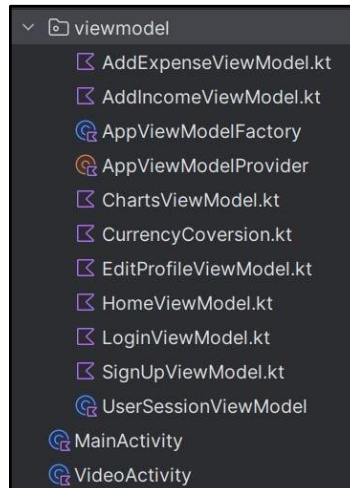 viewmodel
AddExpenseViewModel.kt
AddIncomeViewModel.kt
AppViewModelFactory
AppViewModelProvider
ChartsViewModel.kt
CurrencyCoversion.kt
EditProfileViewModel.kt
HomeViewModel.kt
LoginViewModel.kt
SignUpViewModel.kt
UserSessionViewModel
MainActivity
VideoActivity